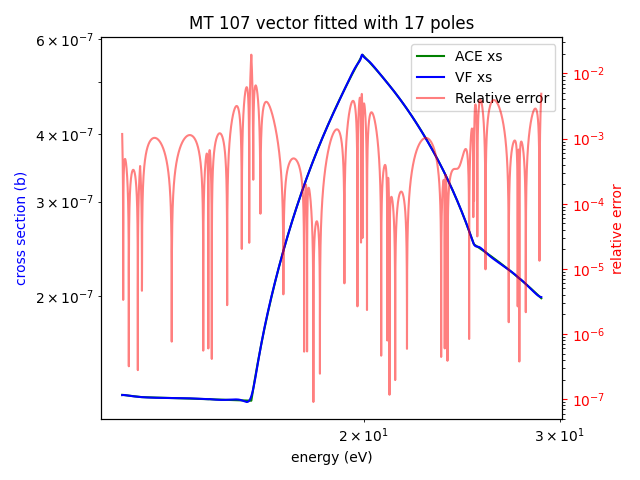 MT 107 vector fitted with 17 poles
ACE xs
VF xs
Relative error
6 × 10⁻⁷
4 × 10⁻⁷
3 × 10⁻⁷
2 × 10⁻⁷
cross section (b)
10⁻²
10⁻³
10⁻⁴
10⁻⁵
10⁻⁶
10⁻⁷
relative error
2 × 10¹
3 × 10¹
energy (eV)